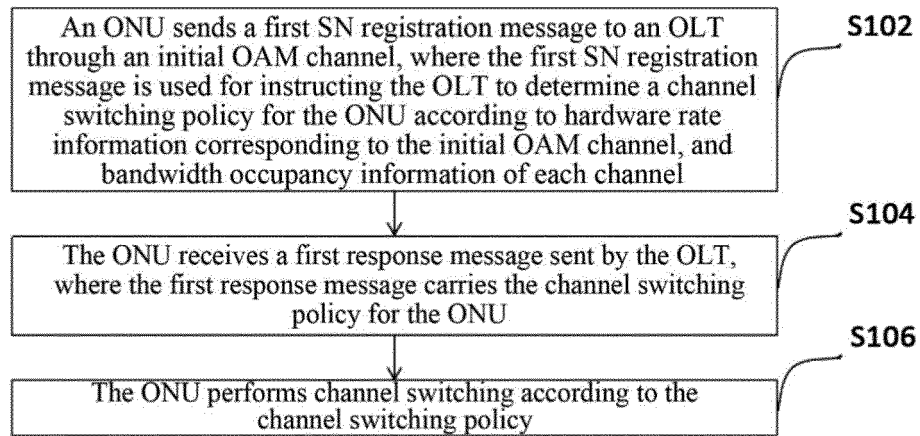 An ONU sends a first SN registration message to an OLT
through an initial OAM channel, where the first SN registration
message is used for instructing the OLT to determine a channel
switching policy for the ONU according to hardware rate
information corresponding to the initial OAM channel, and
bandwidth occupancy information of each channel
S102
The ONU receives a first response message sent by the OLT,
where the first response message carries the channel switching
policy for the ONU
S104
The ONU performs channel switching according to the
channel switching policy
S106